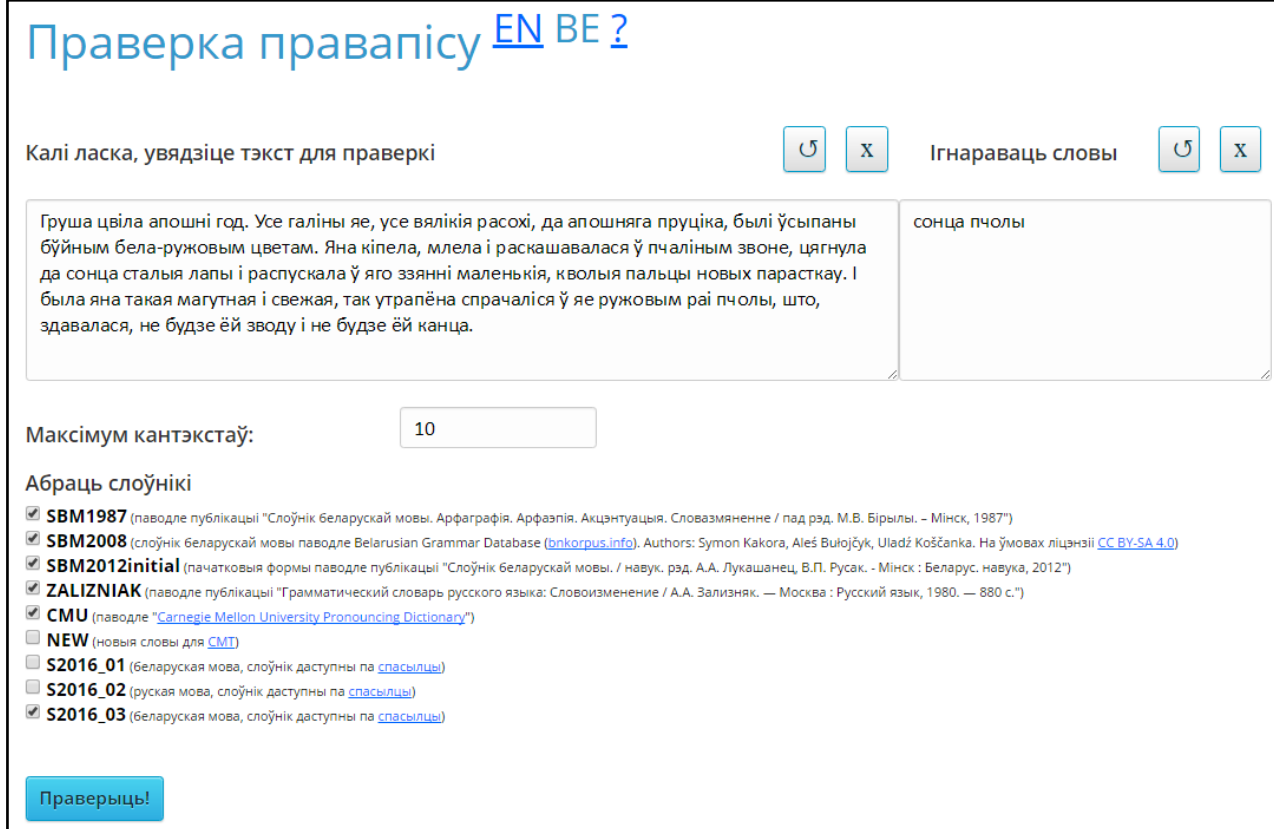 Праверка правапісу EN BE ?
Калі ласка, увядзіце тэкст для праверкі
↺ x
Ігнараваць словы
↺ x
Груша цвіла апошні год. Усе галіны яе, усе вялікія расохі, да апошняга пруціка, былі ўсыпаны
бўйным бела-ружовым цветам. Яна кіпела, млела і раскашавалася ў пчаліным звоне, цягнула
да сонца сталыя лапы і распускала ў яго ззянні маленькія, кволыя пальцы новых парасткау. І
была яна такая магутная і свежая, так утрапёна спрачаліся ў яе ружовым раі пчолы, што,
здавалася, не будзе ёй зводу і не будзе ёй канца.
сонца пчолы
Максімум кантэкстаў: 10
Абраць слоўнікі
SBM1987 (паводле публікацыі "Слоўнік беларускай мовы. Арфаграфія. Арфаэпія. Акцэнтуацыя. Словазмяненне / пад рэд. М.В. Бірылы. – Мінск, 1987")
SBM2008 (слоўнік беларускай мовы паводле Belarusian Grammar Database (bnkorpus.info). Authors: Symon Kakora, Aleś Bułojčyk, Uladź Koščanka. На ўмовах ліцэнзіі CC BY-SA 4.0)
SBM2012initial (пачатковыя формы паводле публікацыі "Слоўнік беларускай мовы. / навук. рэд. А.А. Лукашанец, В.П. Русак. - Мінск : Беларус. навука, 2012")
ZALIZNIAK (паводле публікацыі "Грамматический словарь русского языка: Словоизменение / А.А. Зализняк. — Москва : Русский язык, 1980. — 880 с.")
CMU (паводле "Carnegie Mellon University Pronouncing Dictionary")
NEW (новыя словы для СМТ)
S2016_01 (беларуская мова, слоўнік даступны па спасылцы)
S2016_02 (руская мова, слоўнік даступны па спасылцы)
S2016_03 (беларуская мова, слоўнік даступны па спасылцы)
Праверыць!